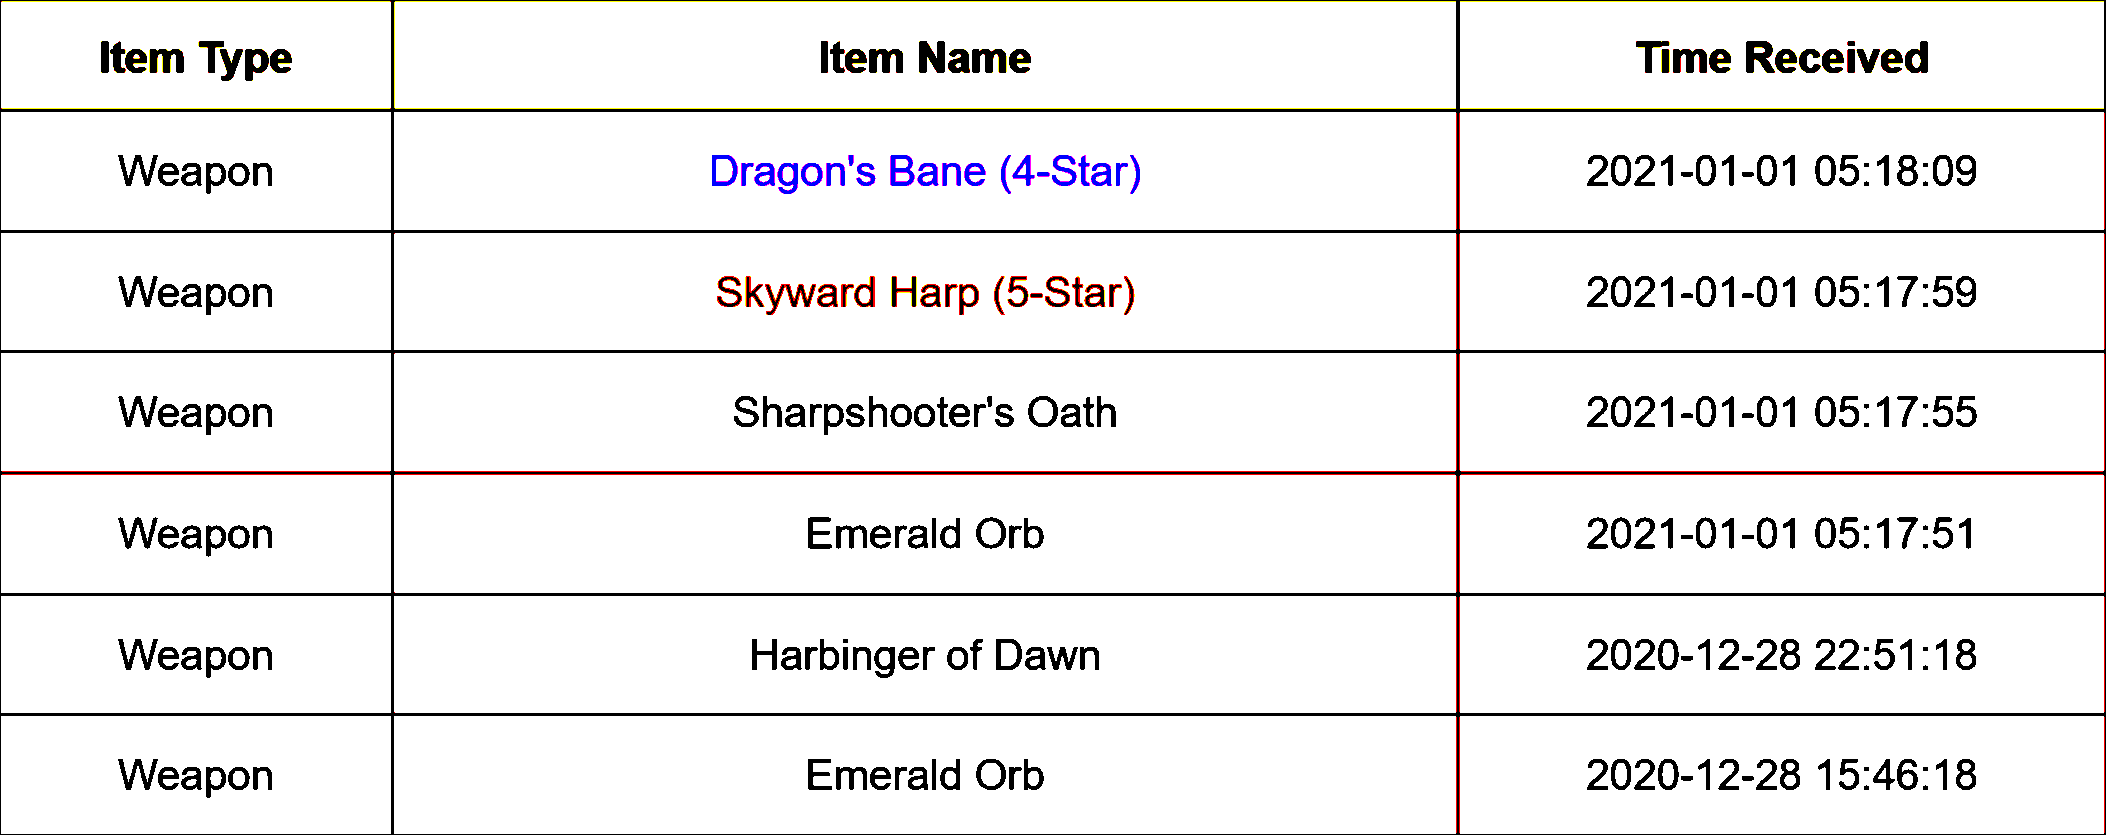 Item Type Item Name Time Received
Weapon Dragon's Bane (4-Star) 2021-01-01 05:18:09
Weapon Skyward Harp (5-Star) 2021-01-01 05:17:59
Weapon Sharpshooter's Oath 2021-01-01 05:17:55
Weapon Emerald Orb 2021-01-01 05:17:51
Weapon Harbinger of Dawn 2020-12-28 22:51:18
Weapon Emerald Orb 2020-12-28 15:46:18